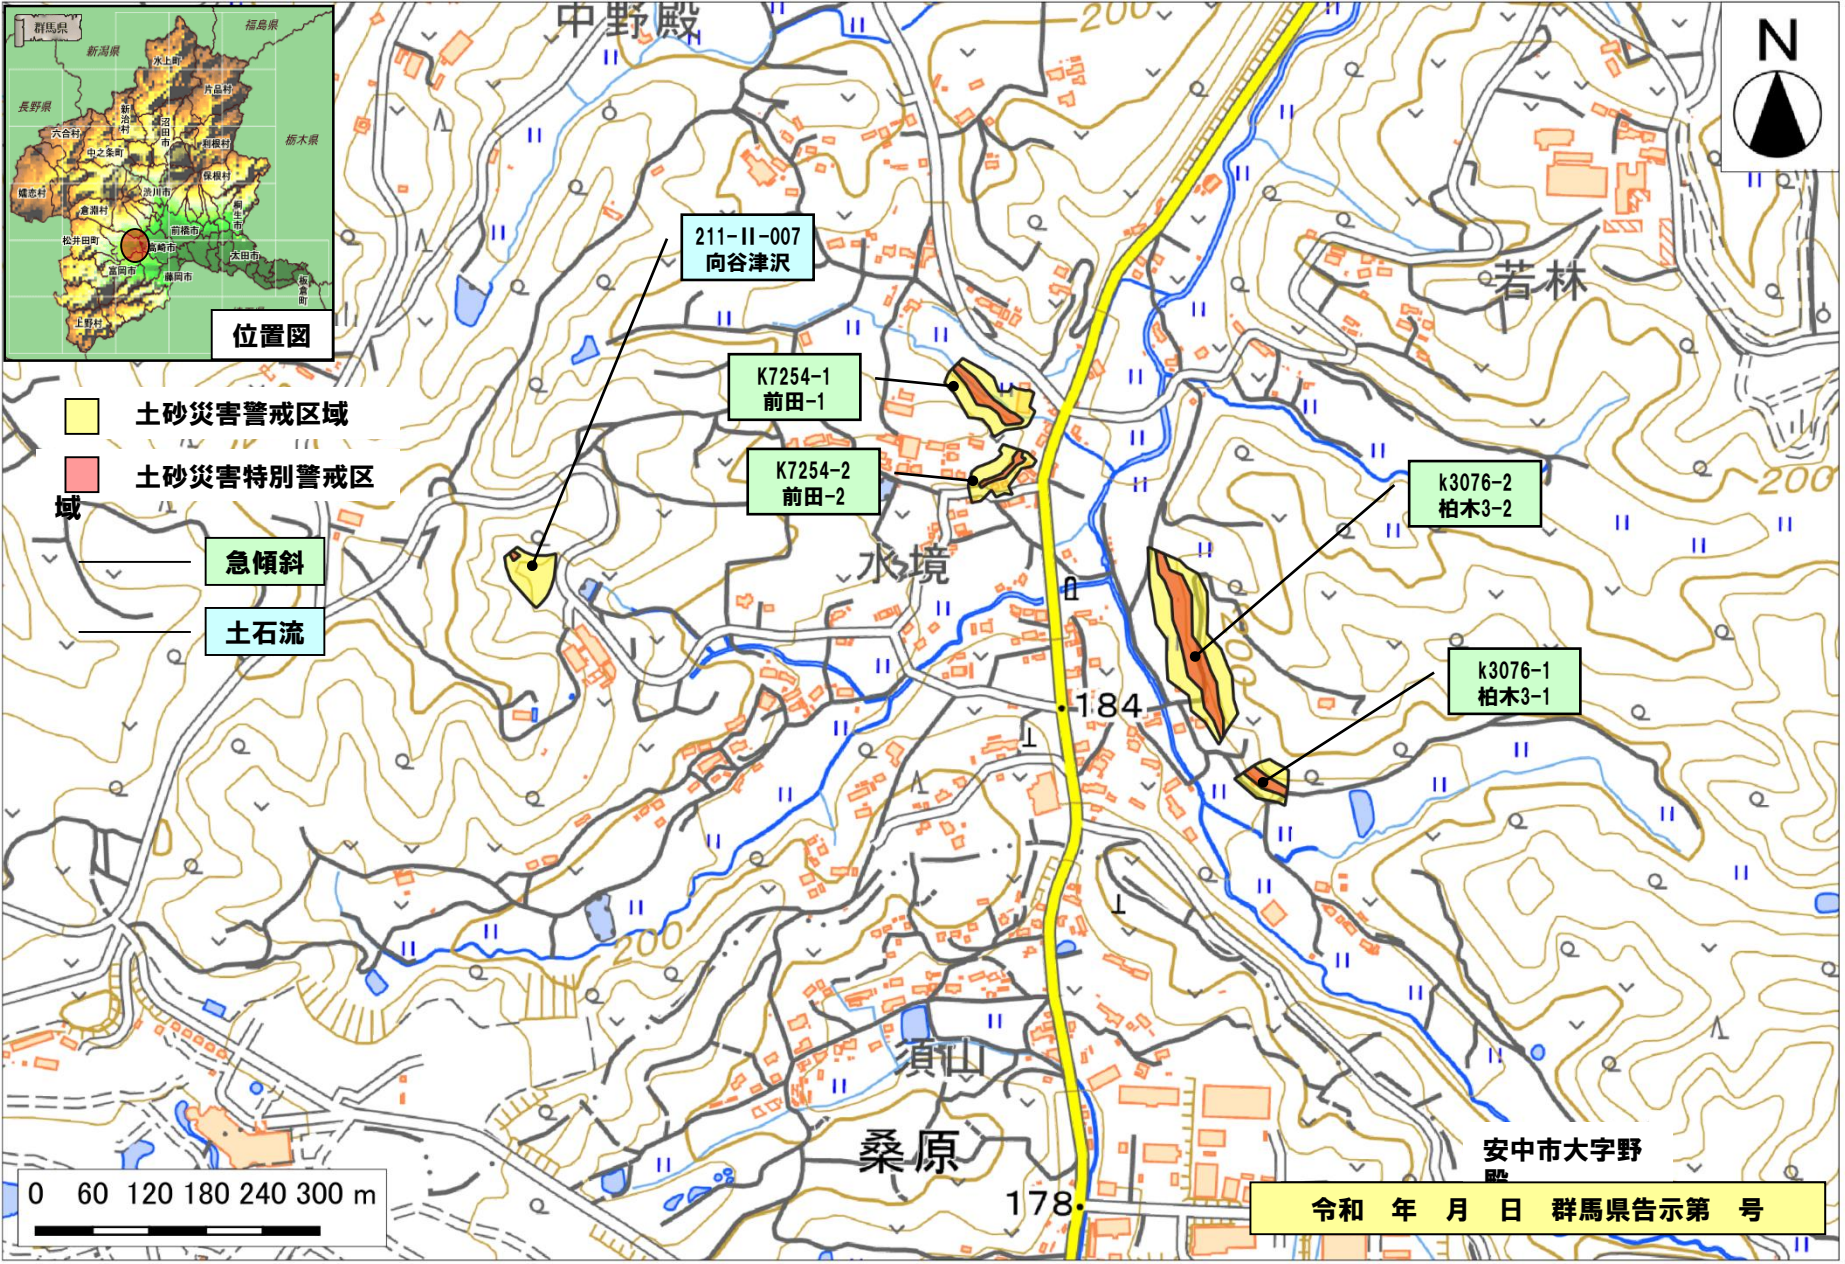 群馬県
新潟県
福島県
水上町
片品村
長野県
新治村
沼田市
六合村
利根村
栃木県
中之条町
保根村
嬬恋村
渋川市
倉淵村
桐生市
前橋市
松井田町
高崎市
太田市
富岡市
藤岡市
板倉町
上野村
位置図
中野殿
200
N
211-II-007
向谷津沢
若林
K7254-1
前田-1
土砂災害警戒区域
K7254-2
前田-2
土砂災害特別警戒区
域
k3076-2
柏木3-2
200
急傾斜
水境
土石流
200
k3076-1
柏木3-1
184
200
須山
桑原
安中市大字野
殿
178
0 60 120 180 240 300 m
令和 年 月 日 群馬県告示第 号